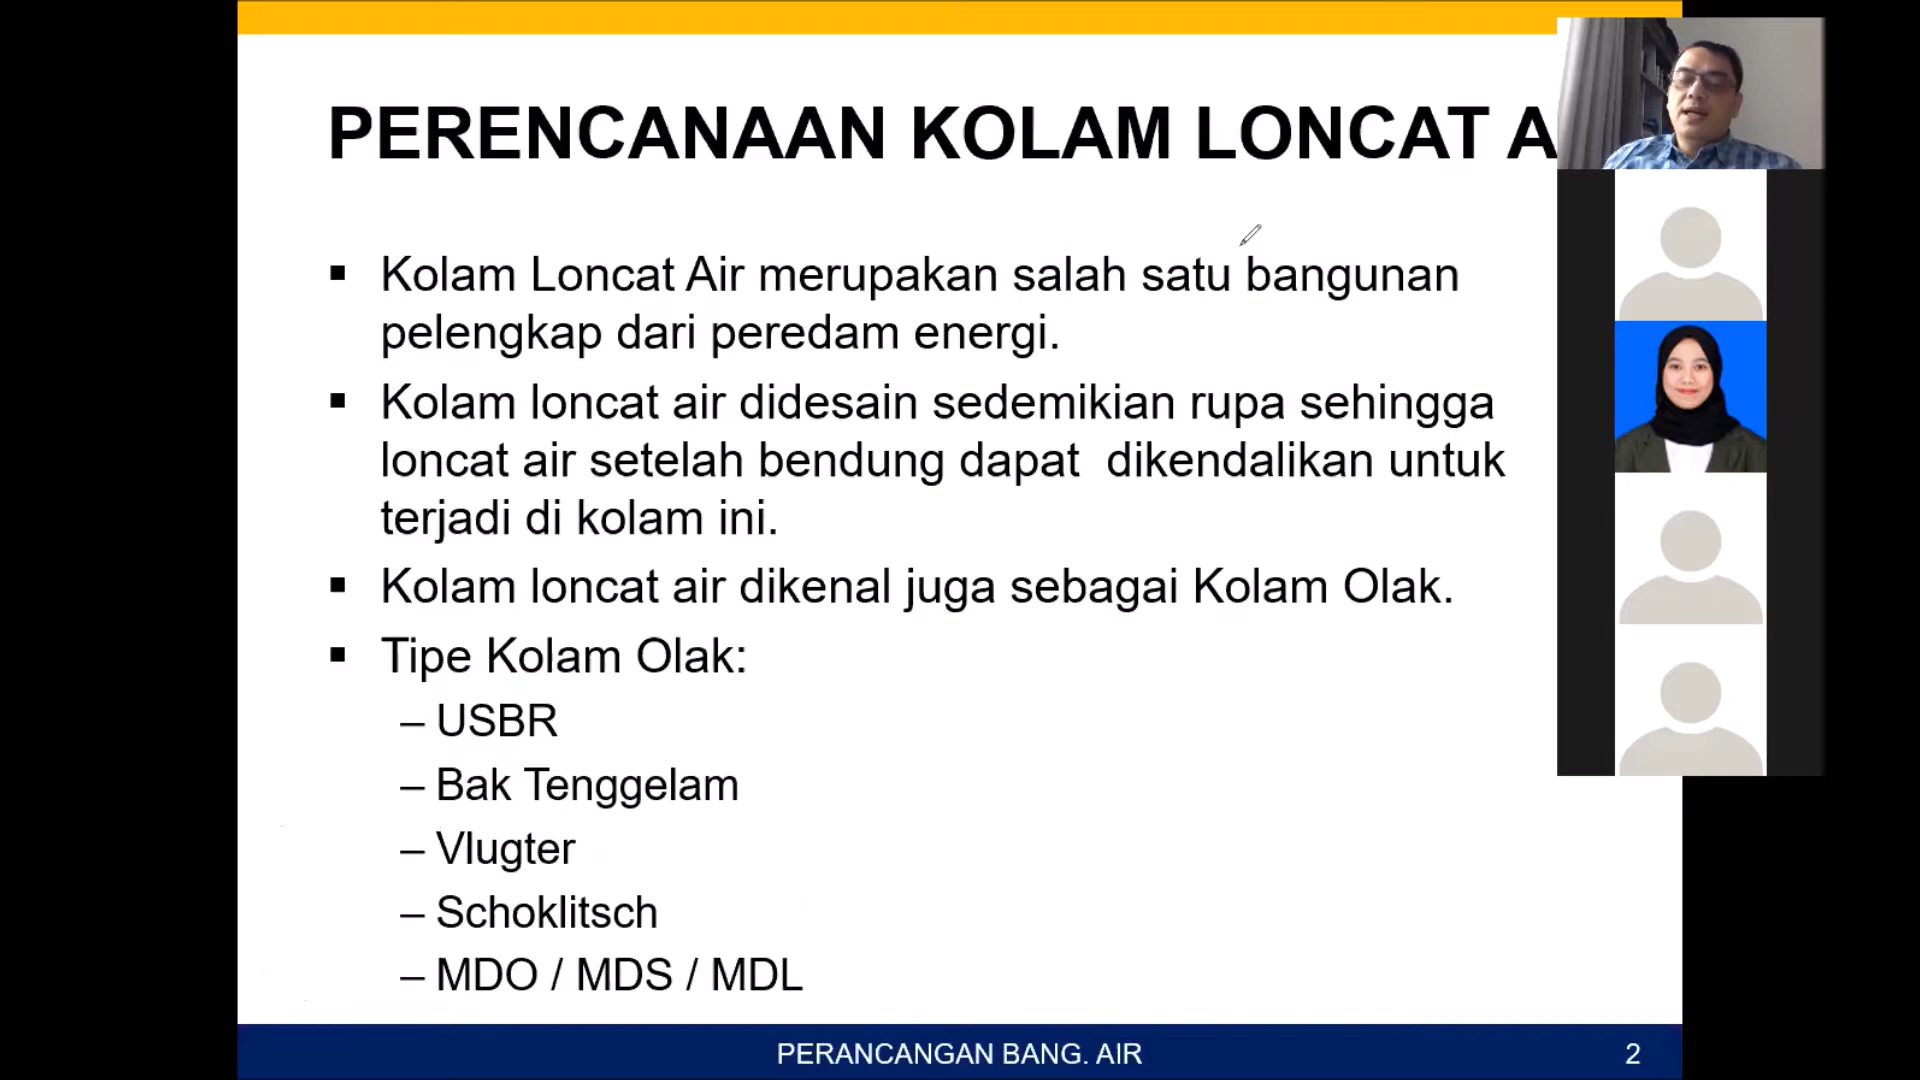 PERENCANAAN KOLAM LONCAT A
▪ Kolam Loncat Air merupakan salah satu bangunan
pelengkap dari peredam energi.
▪ Kolam loncat air didesain sedemikian rupa sehingga
loncat air setelah bendung dapat dikendalikan untuk
terjadi di kolam ini.
▪ Kolam loncat air dikenal juga sebagai Kolam Olak.
▪ Tipe Kolam Olak:
– USBR
– Bak Tenggelam
– Vlugter
– Schoklitsch
– MDO / MDS / MDL
PERANCANGAN BANG. AIR
2